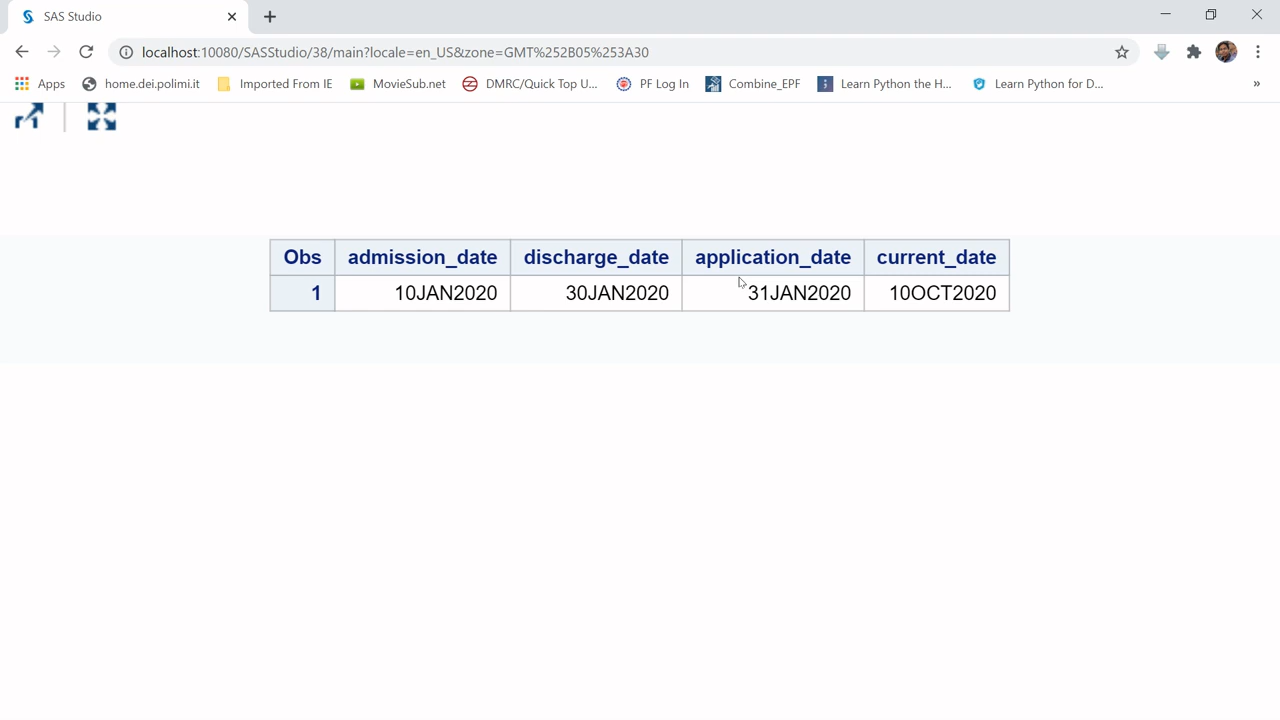 SAS Studio
localhost:10080/SASStudio/38/main?locale=en_US&zone=GMT%252B05%253A30
Apps home.dei.polimi.it Imported From IE MovieSub.net DMRC/Quick Top U... PF Log In Combine_EPF Learn Python the H... Learn Python for D... »
Obs admission_date discharge_date application_date current_date
1 10JAN2020 30JAN2020 31JAN2020 10OCT2020